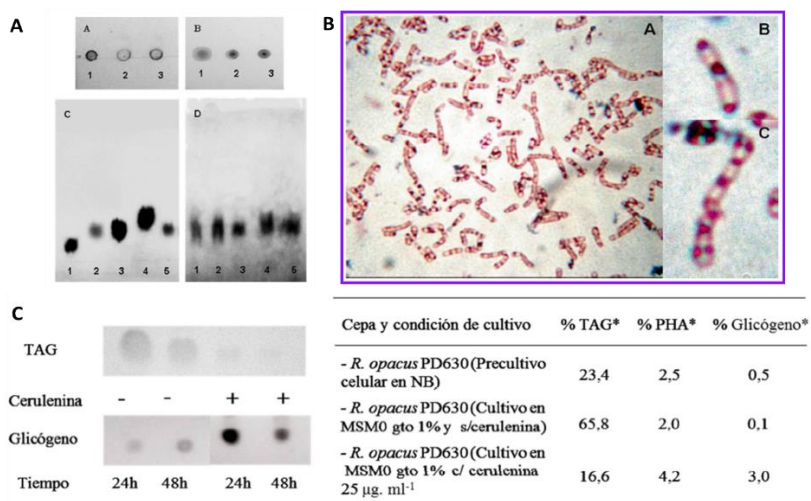 A
A
1 2 3
B
1 2 3
C
1 2 3 4 5
D
1 2 3 4 5
B
A
B
C
C
TAG
Cerulenina - - + +
Glicógeno
Tiempo 24h 48h 24h 48h
Cepa y condición de cultivo % TAG* % PHA* % Glicógeno*
- R. opacus PD630 (Precultivo
celular en NB) 23,4 2,5 0,5
- R. opacus PD630 (Cultivo en
MSM0 gto 1% y s/cerulenina) 65,8 2,0 0,1
- R. opacus PD630 (Cultivo en
MSM0 gto 1% c/ cerulenina 16,6 4,2 3,0
25 µg. ml-1